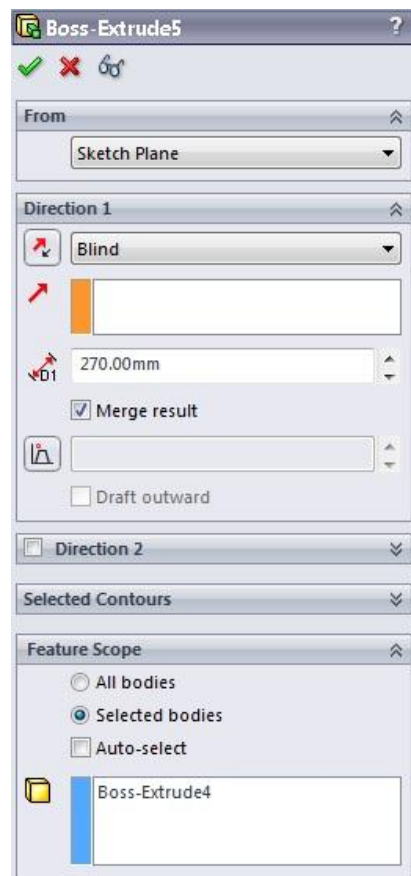 Boss-Extrude5 ?
From
Sketch Plane
Direction 1
Blind
D1 270.00mm
Merge result
Draft outward
Direction 2
Selected Contours
Feature Scope
All bodies
Selected bodies
Auto-select
Boss-Extrude4